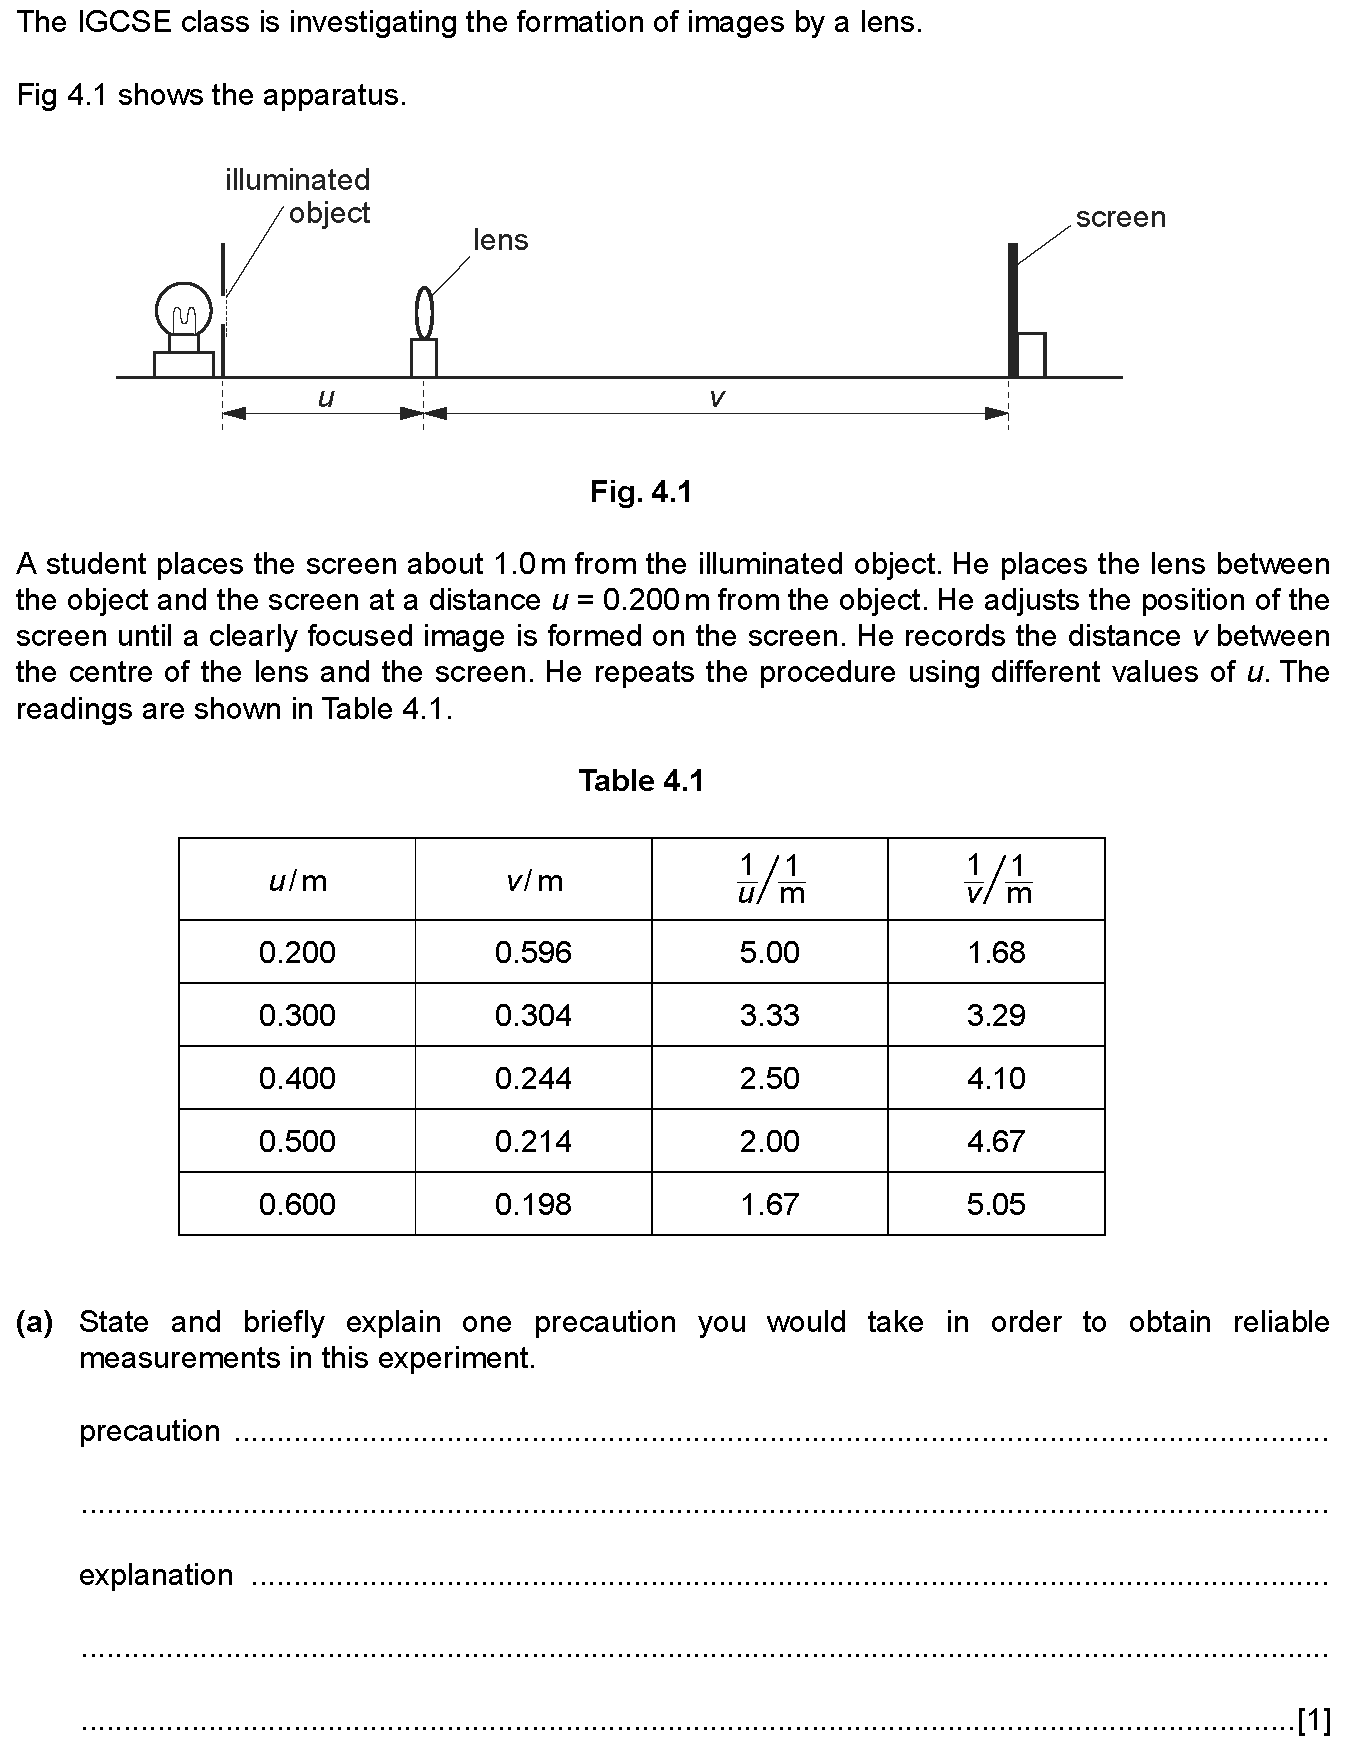 The IGCSE class is investigating the formation of images by a lens.
Fig 4.1 shows the apparatus.
illuminated
object
lens
screen
u
v
Fig. 4.1
A student places the screen about 1.0 m from the illuminated object. He places the lens between
the object and the screen at a distance u = 0.200 m from the object. He adjusts the position of the
screen until a clearly focused image is formed on the screen. He records the distance v between
the centre of the lens and the screen. He repeats the procedure using different values of u. The
readings are shown in Table 4.1.
Table 4.1
u/m v/m 1/u / 1/m 1/v / 1/m
0.200 0.596 5.00 1.68
0.300 0.304 3.33 3.29
0.400 0.244 2.50 4.10
0.500 0.214 2.00 4.67
0.600 0.198 1.67 5.05
(a) State and briefly explain one precaution you would take in order to obtain reliable
measurements in this experiment.
precaution ....................................................................................................
....................................................................................................
explanation ....................................................................................................
....................................................................................................
....................................................................................................[1]